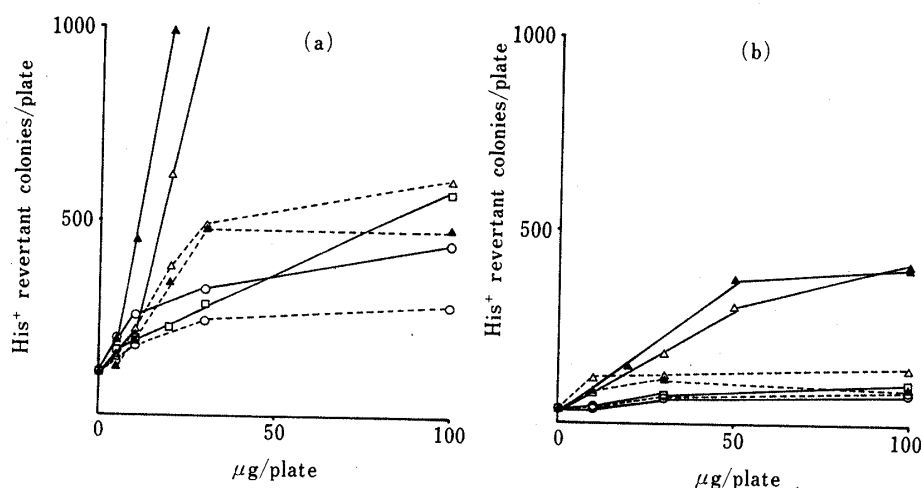 (a)
1000
500
0
50
100
His⁺ revertant colonies/plate
μg/plate
(b)
1000
500
0
50
100
His⁺ revertant colonies/plate
μg/plate